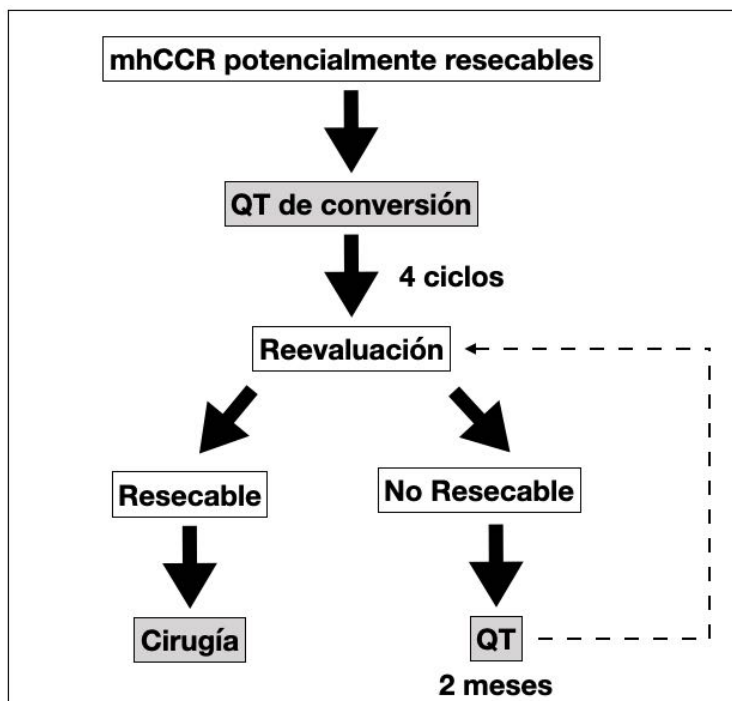 mhCCR potencialmente resecables
QT de conversión
4 ciclos
Reevaluación
Resecable
No Resecable
Cirugía
QT
2 meses